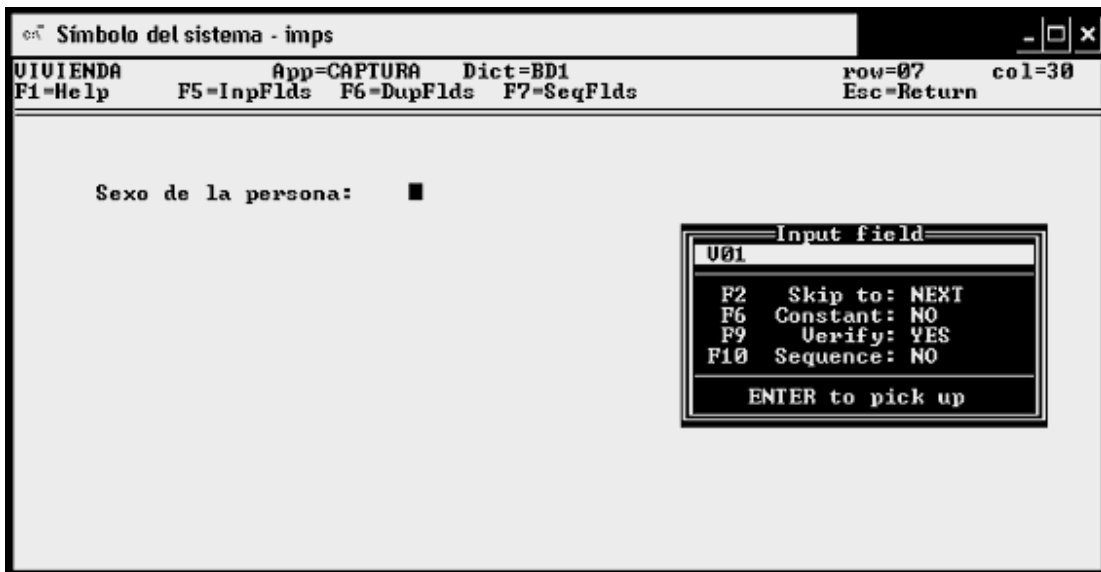 Símbolo del sistema - imps
VIVIENDA App=CAPTURA Dict=BD1 row=07 col=30
F1=Help F5=InpFlds F6=DupFlds F7=SeqFlds Esc=Return
Sexo de la persona:
Input field
V01
F2 Skip to: NEXT
F6 Constant: NO
F9 Verify: YES
F10 Sequence: NO
ENTER to pick up